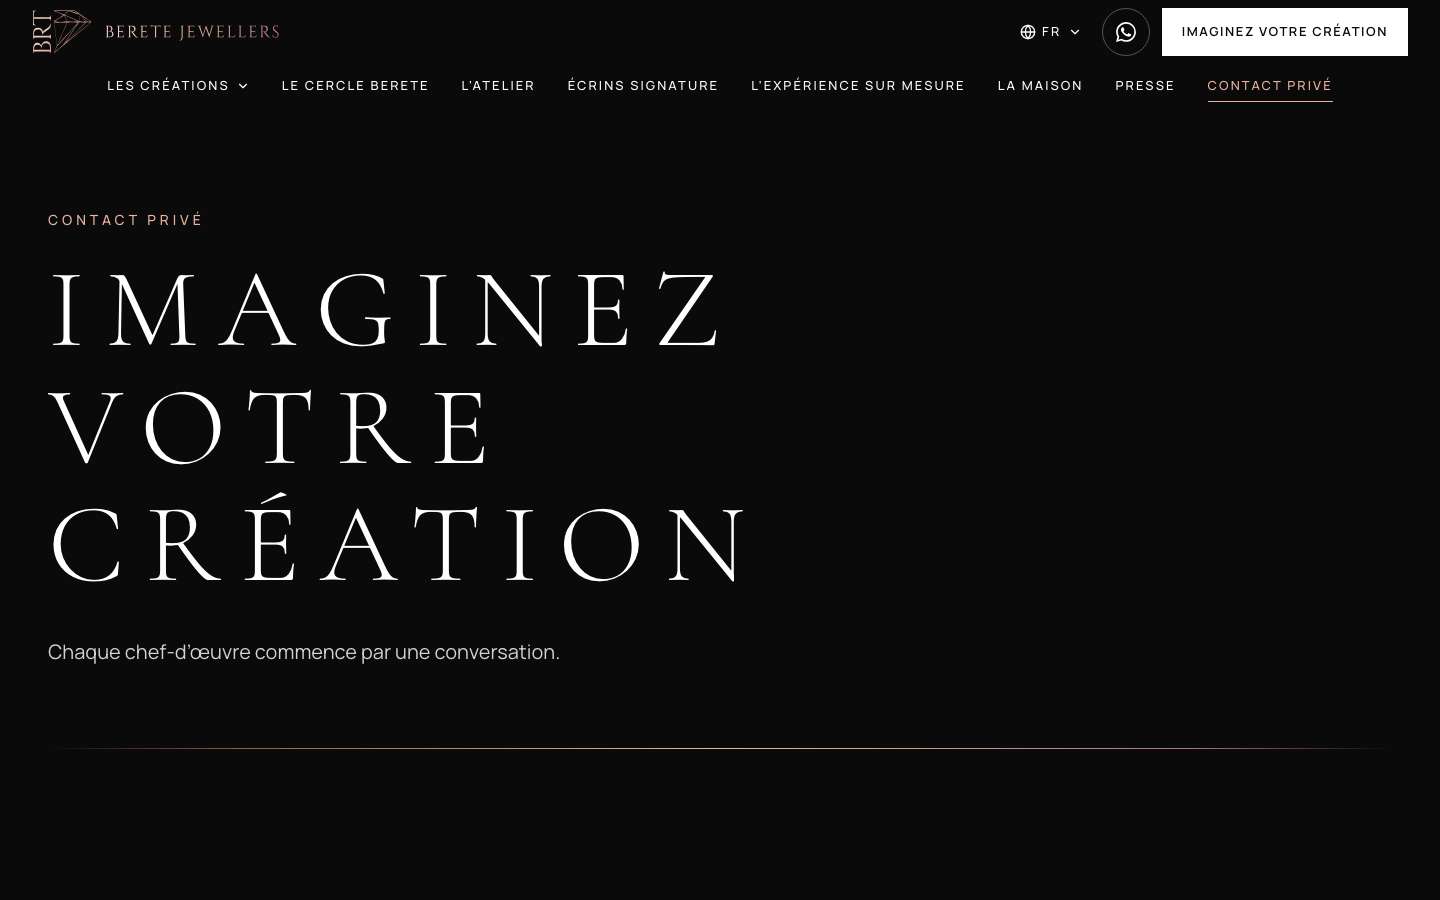 BRT
BERETE JEWELLERS
FR
IMAGINEZ VOTRE CRÉATION
LES CRÉATIONS
LE CERCLE BERETE
L'ATELIER
ÉCRINS SIGNATURE
L'EXPÉRIENCE SUR MESURE
LA MAISON
PRESSE
CONTACT PRIVÉ
CONTACT PRIVÉ
IMAGINEZ
VOTRE
CRÉATION
Chaque chef-d’œuvre commence par une conversation.